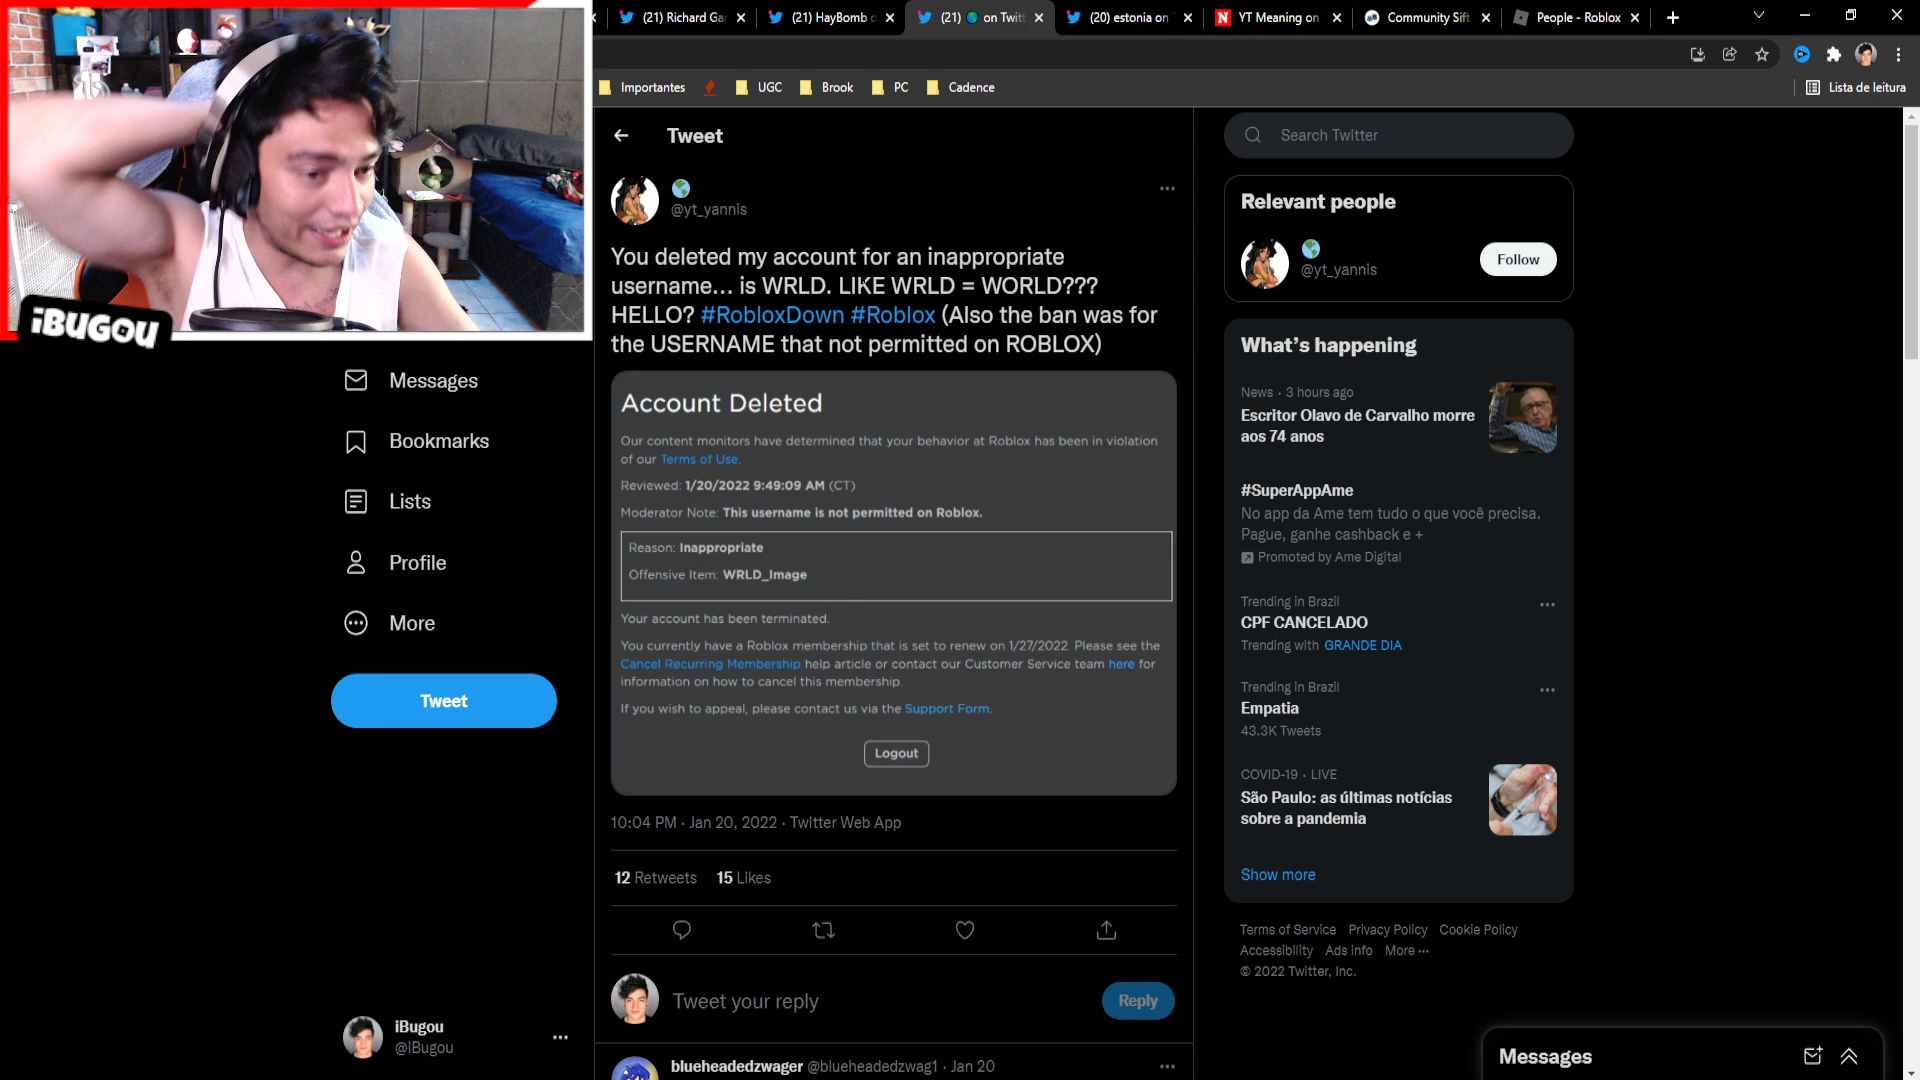 (21) Richard Gar
(21) HayBomb o
(21) on Twitt
(20) estonia on
YT Meaning on
Community Sift
People - Roblox
Importantes
UGC
Brook
PC
Cadence
Lista de leitura
iBUGOU
Messages
Bookmarks
Lists
Profile
More
Tweet
iBugou
@iBugou
Tweet
@yt_yannis
You deleted my account for an inappropriate
username... is WRLD. LIKE WRLD = WORLD???
HELLO? #RobloxDown #Roblox (Also the ban was for
the USERNAME that not permitted on ROBLOX)
Account Deleted
Our content monitors have determined that your behavior at Roblox has been in violation
of our Terms of Use.
Reviewed: 1/20/2022 9:49:09 AM (CT)
Moderator Note: This username is not permitted on Roblox.
Reason: Inappropriate
Offensive Item: WRLD_Image
Your account has been terminated.
You currently have a Roblox membership that is set to renew on 1/27/2022. Please see the
Cancel Recurring Membership help article or contact our Customer Service team here for
information on how to cancel this membership.
If you wish to appeal, please contact us via the Support Form.
Logout
10:04 PM · Jan 20, 2022 · Twitter Web App
12 Retweets 15 Likes
Tweet your reply
Reply
blueheadedzwager @blueheadedzwag1 · Jan 20
Search Twitter
Relevant people
@yt_yannis
Follow
What's happening
News · 3 hours ago
Escritor Olavo de Carvalho morre
aos 74 anos
#SuperAppAme
No app da Ame tem tudo o que você precisa.
Pague, ganhe cashback e +
Promoted by Ame Digital
Trending in Brazil
CPF CANCELADO
Trending with GRANDE DIA
Trending in Brazil
Empatia
43.3K Tweets
COVID-19 · LIVE
São Paulo: as últimas notícias
sobre a pandemia
Show more
Terms of Service Privacy Policy Cookie Policy
Accessibility Ads info More ···
© 2022 Twitter, Inc.
Messages